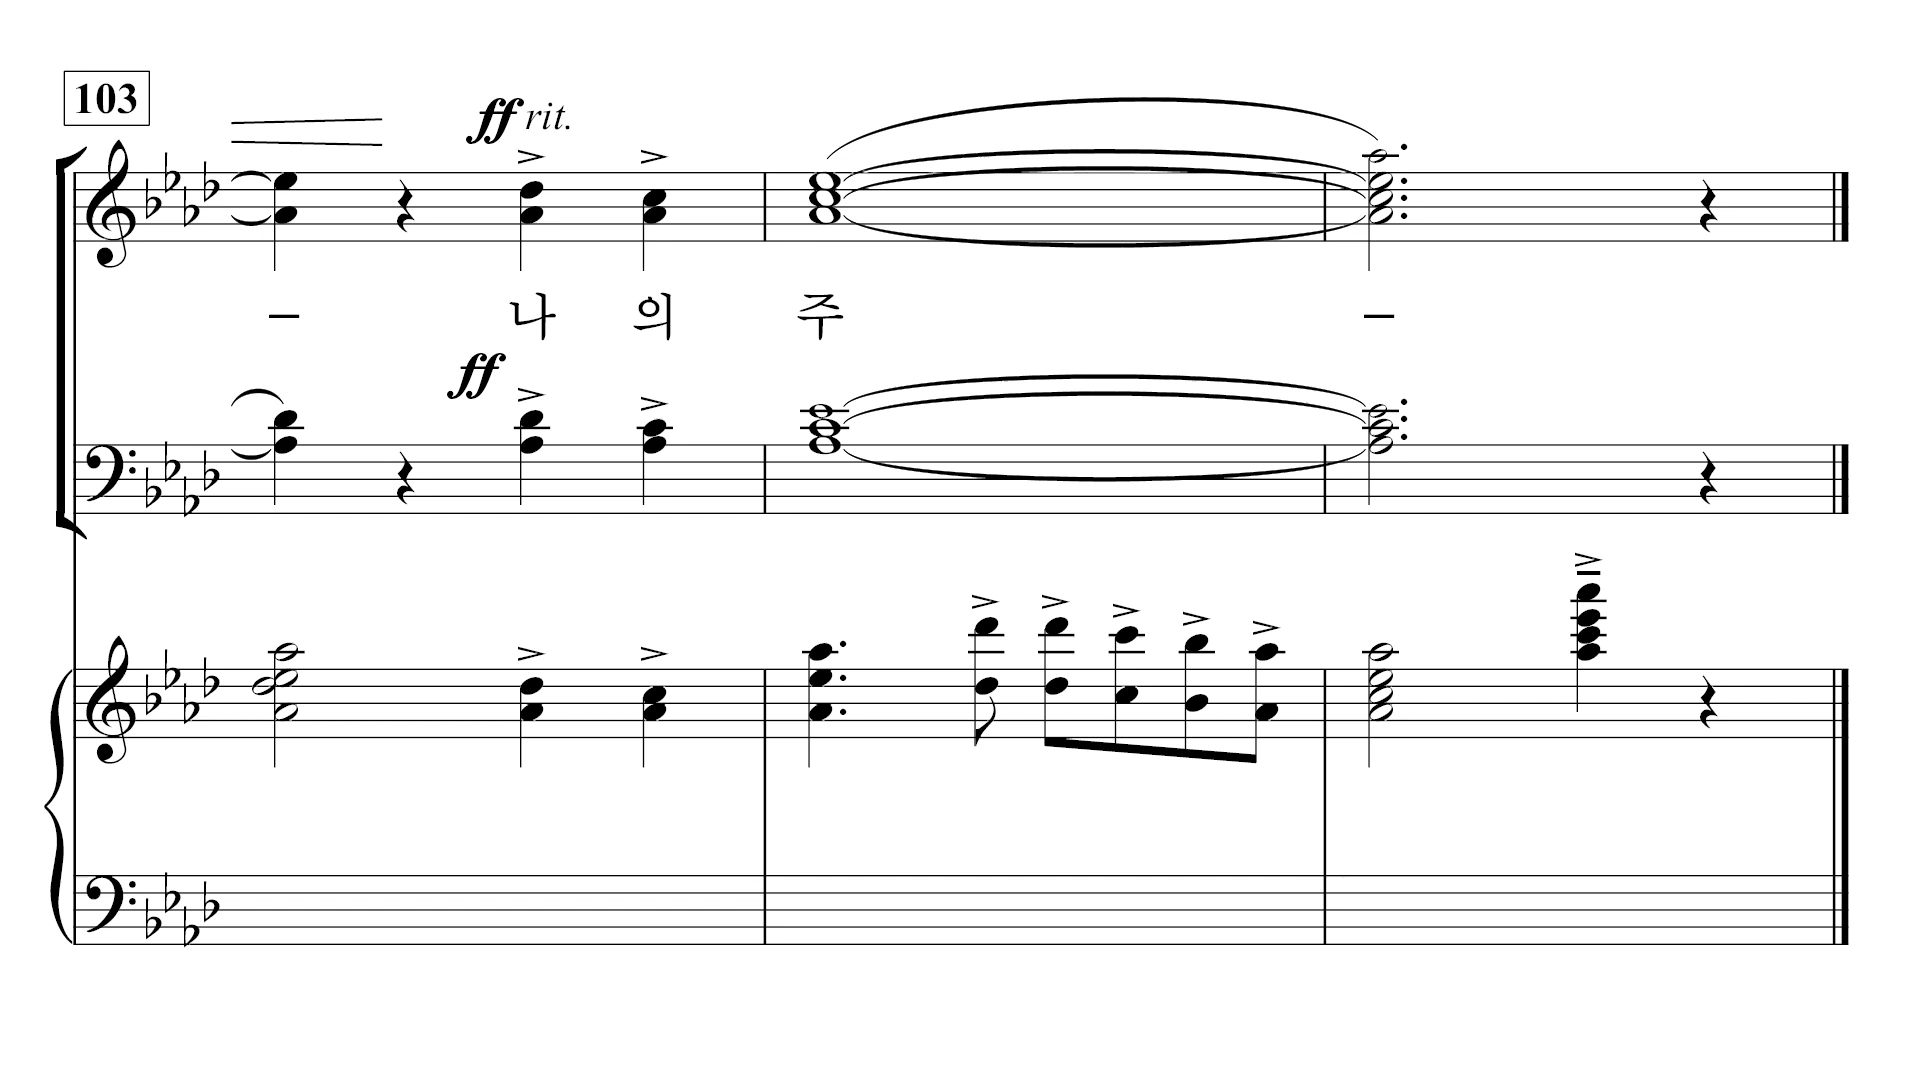 103
ff rit.
– 나 의 주 –
ff